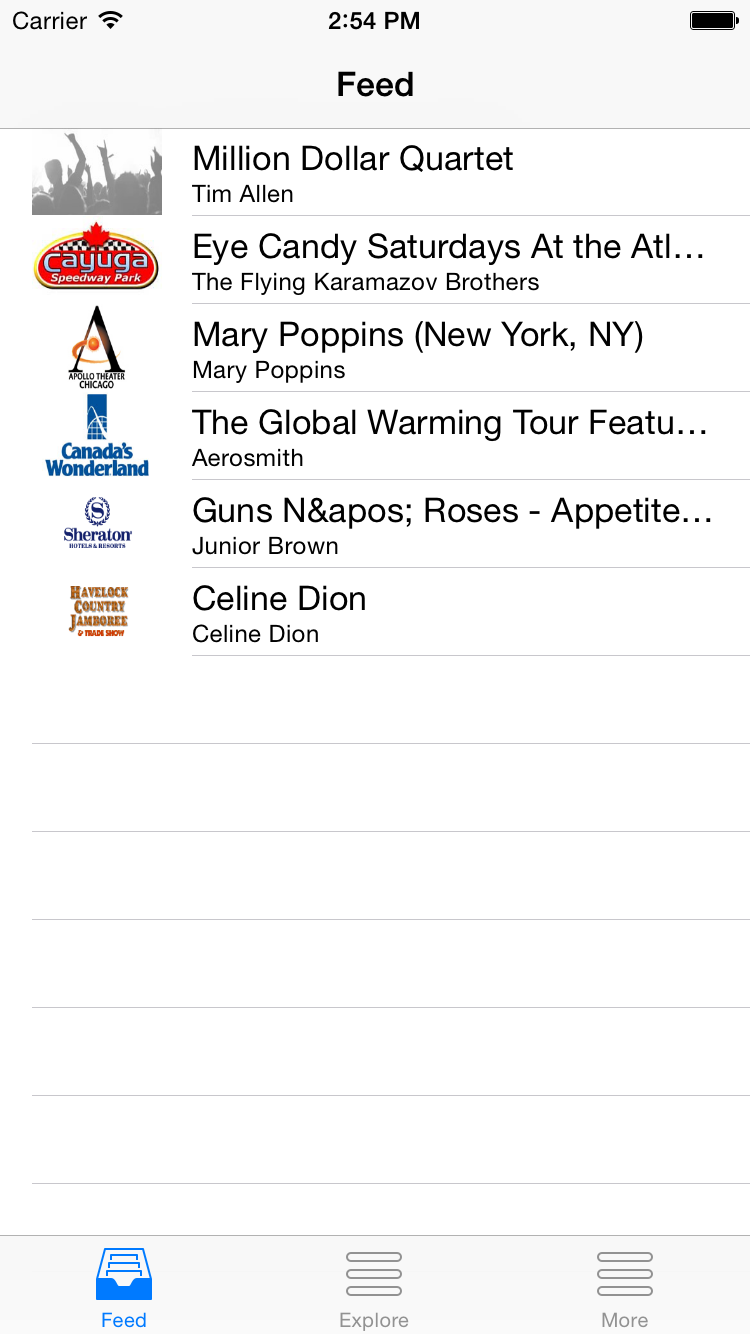 Carrier 2:54 PM
Feed
Million Dollar Quartet
Tim Allen
cayuga
Speedway Park
Eye Candy Saturdays At the Atl...
The Flying Karamazov Brothers
A
APOLLO THEATER
CHICAGO
Mary Poppins (New York, NY)
Mary Poppins
Canada's
Wonderland
The Global Warming Tour Featu...
Aerosmith
S
Sheraton
HOTELS & RESORTS
Guns N&apos; Roses - Appetite...
Junior Brown
HAVELOCK
COUNTRY
JAMBOREE
& TRADE SHOW
Celine Dion
Celine Dion
Feed Explore More